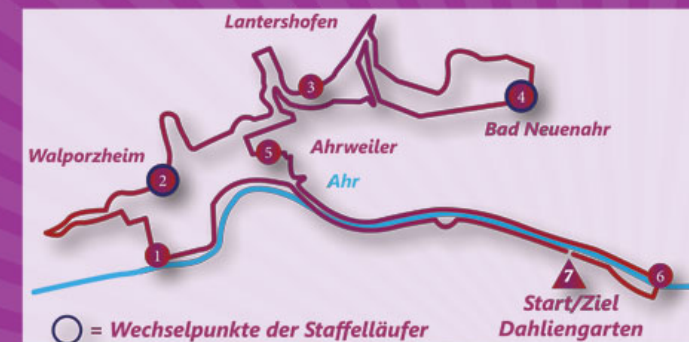 Lantershofen
3
4
Bad Neuenahr
Walporzheim
2
5
Ahrweiler
Ahr
1
7
6
Start/Ziel
Dahliengarten
= Wechselpunkte der Staffelläufer